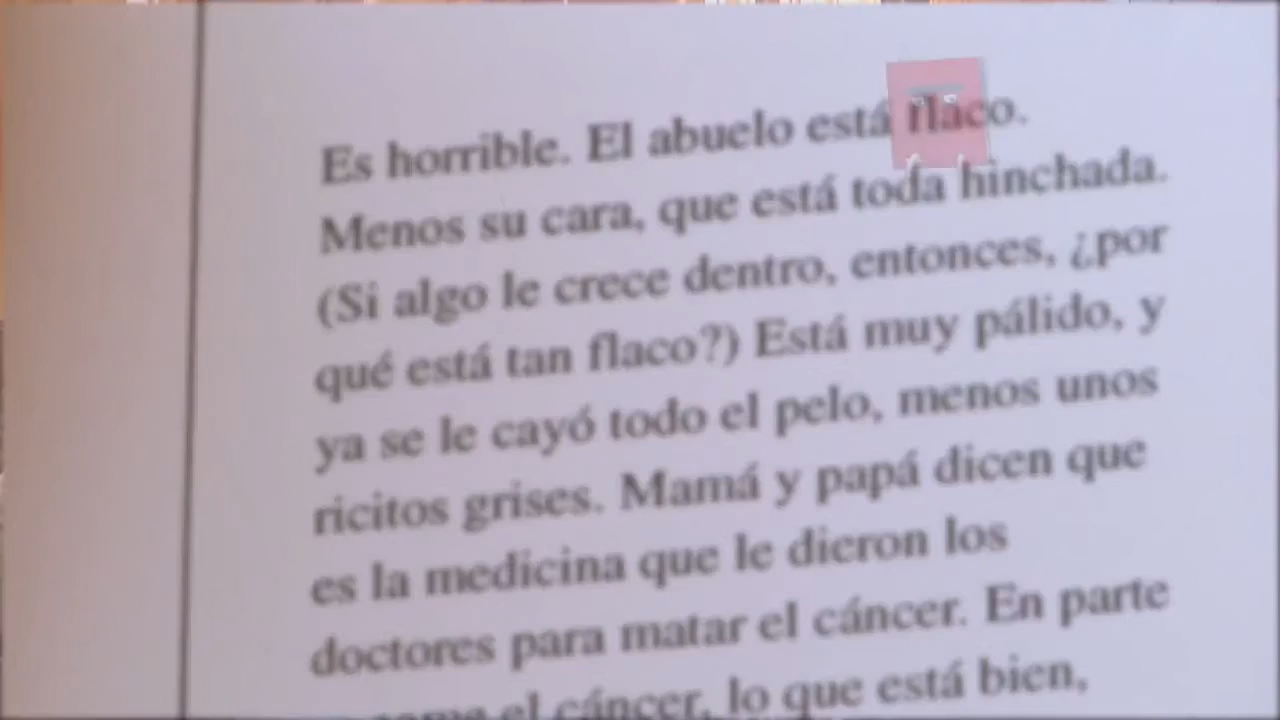 Es horrible. El abuelo está flaco.
Menos su cara, que está toda hinchada.
(Si algo le crece dentro, entonces, ¿por
qué está tan flaco?) Está muy pálido, y
ya se le cayó todo el pelo, menos unos
ricitos grises. Mamá y papá dicen que
es la medicina que le dieron los
doctores para matar el cáncer. En parte
el cáncer, lo que está bien,